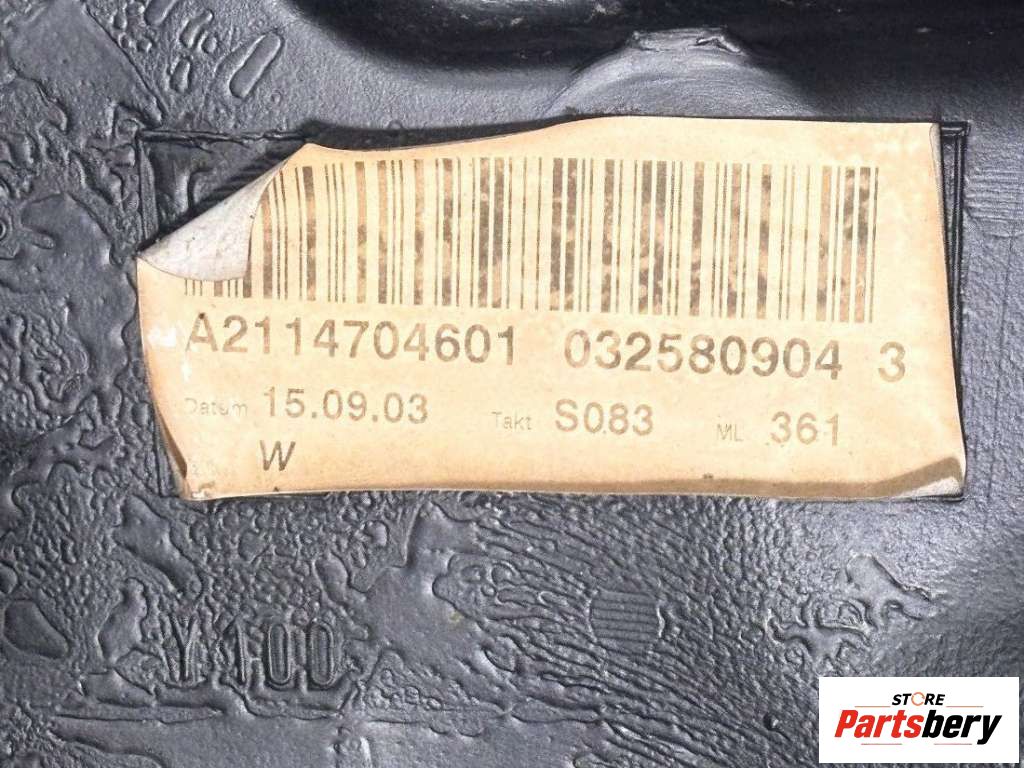 A2114704601 032580904 3
Datum 15.09.03 Takt S083 ML 361
W
Y100
STORE
Partsbery